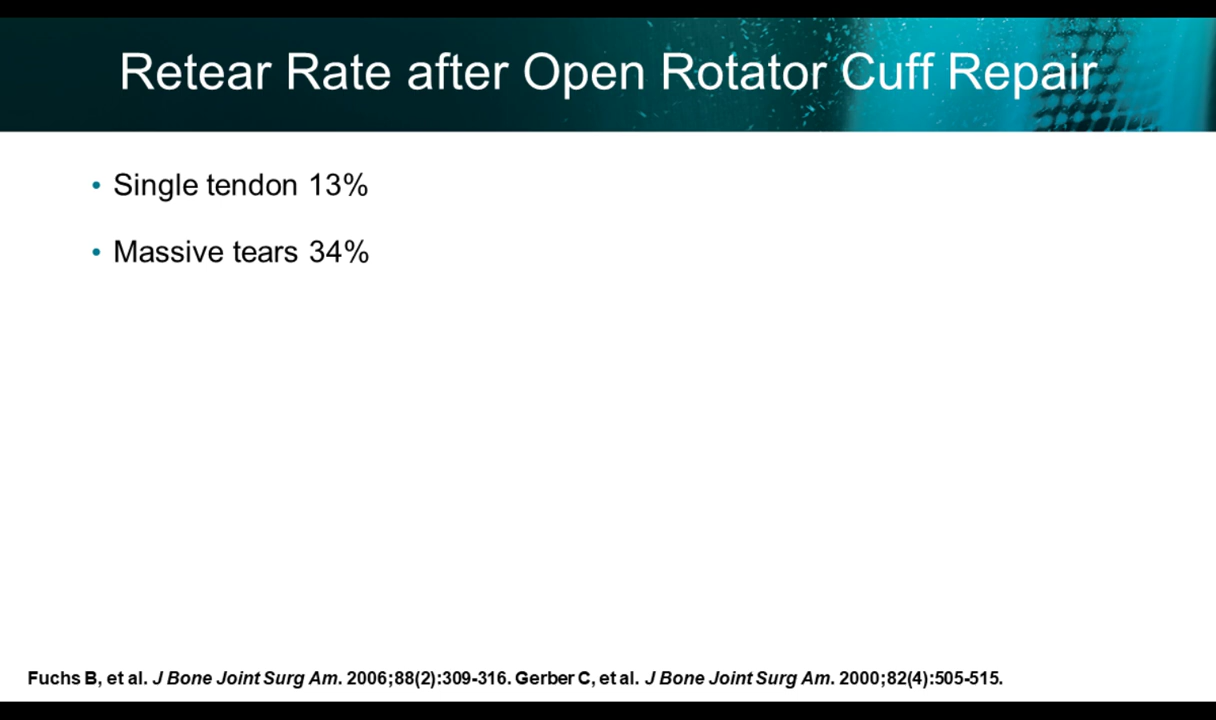 Retear Rate after Open Rotator Cuff Repair
• Single tendon 13%
• Massive tears 34%
Fuchs B, et al. J Bone Joint Surg Am. 2006;88(2):309-316. Gerber C, et al. J Bone Joint Surg Am. 2000;82(4):505-515.